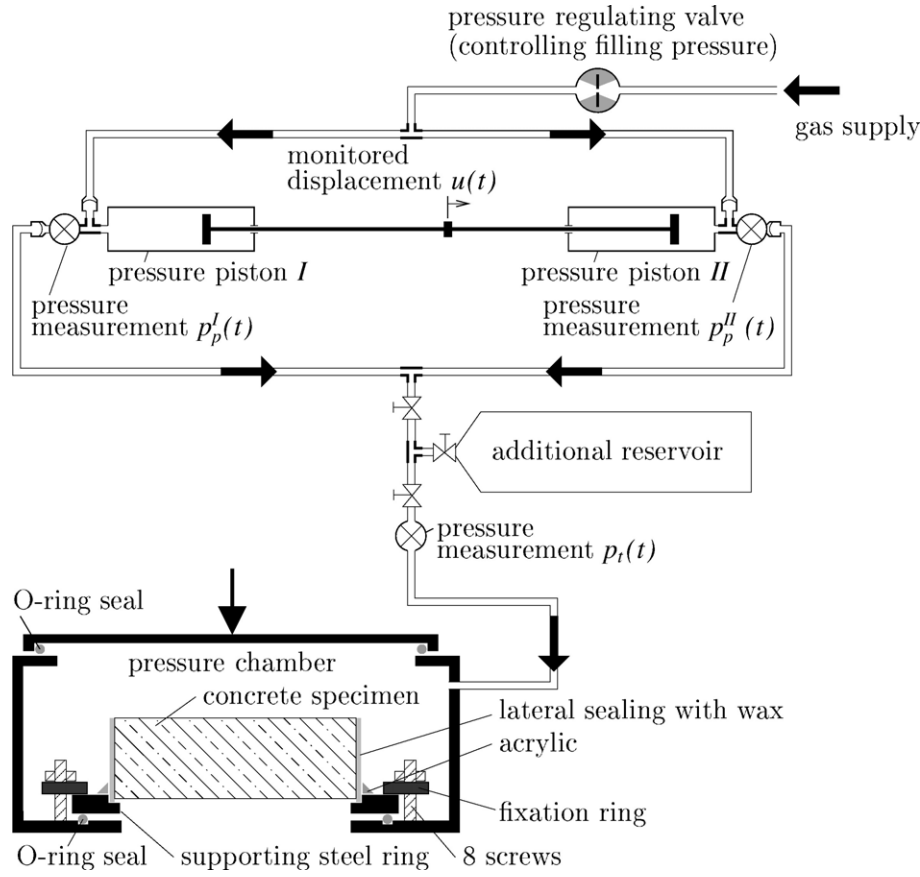 pressure regulating valve
(controlling filling pressure)
gas supply
monitored
displacement u(t)
pressure piston I
pressure piston II
pressure
measurement p_p^I(t)
pressure
measurement p_p^II (t)
additional reservoir
pressure
measurement p_t(t)
O-ring seal
pressure chamber
concrete specimen
lateral sealing with wax
acrylic
fixation ring
O-ring seal
supporting steel ring
8 screws